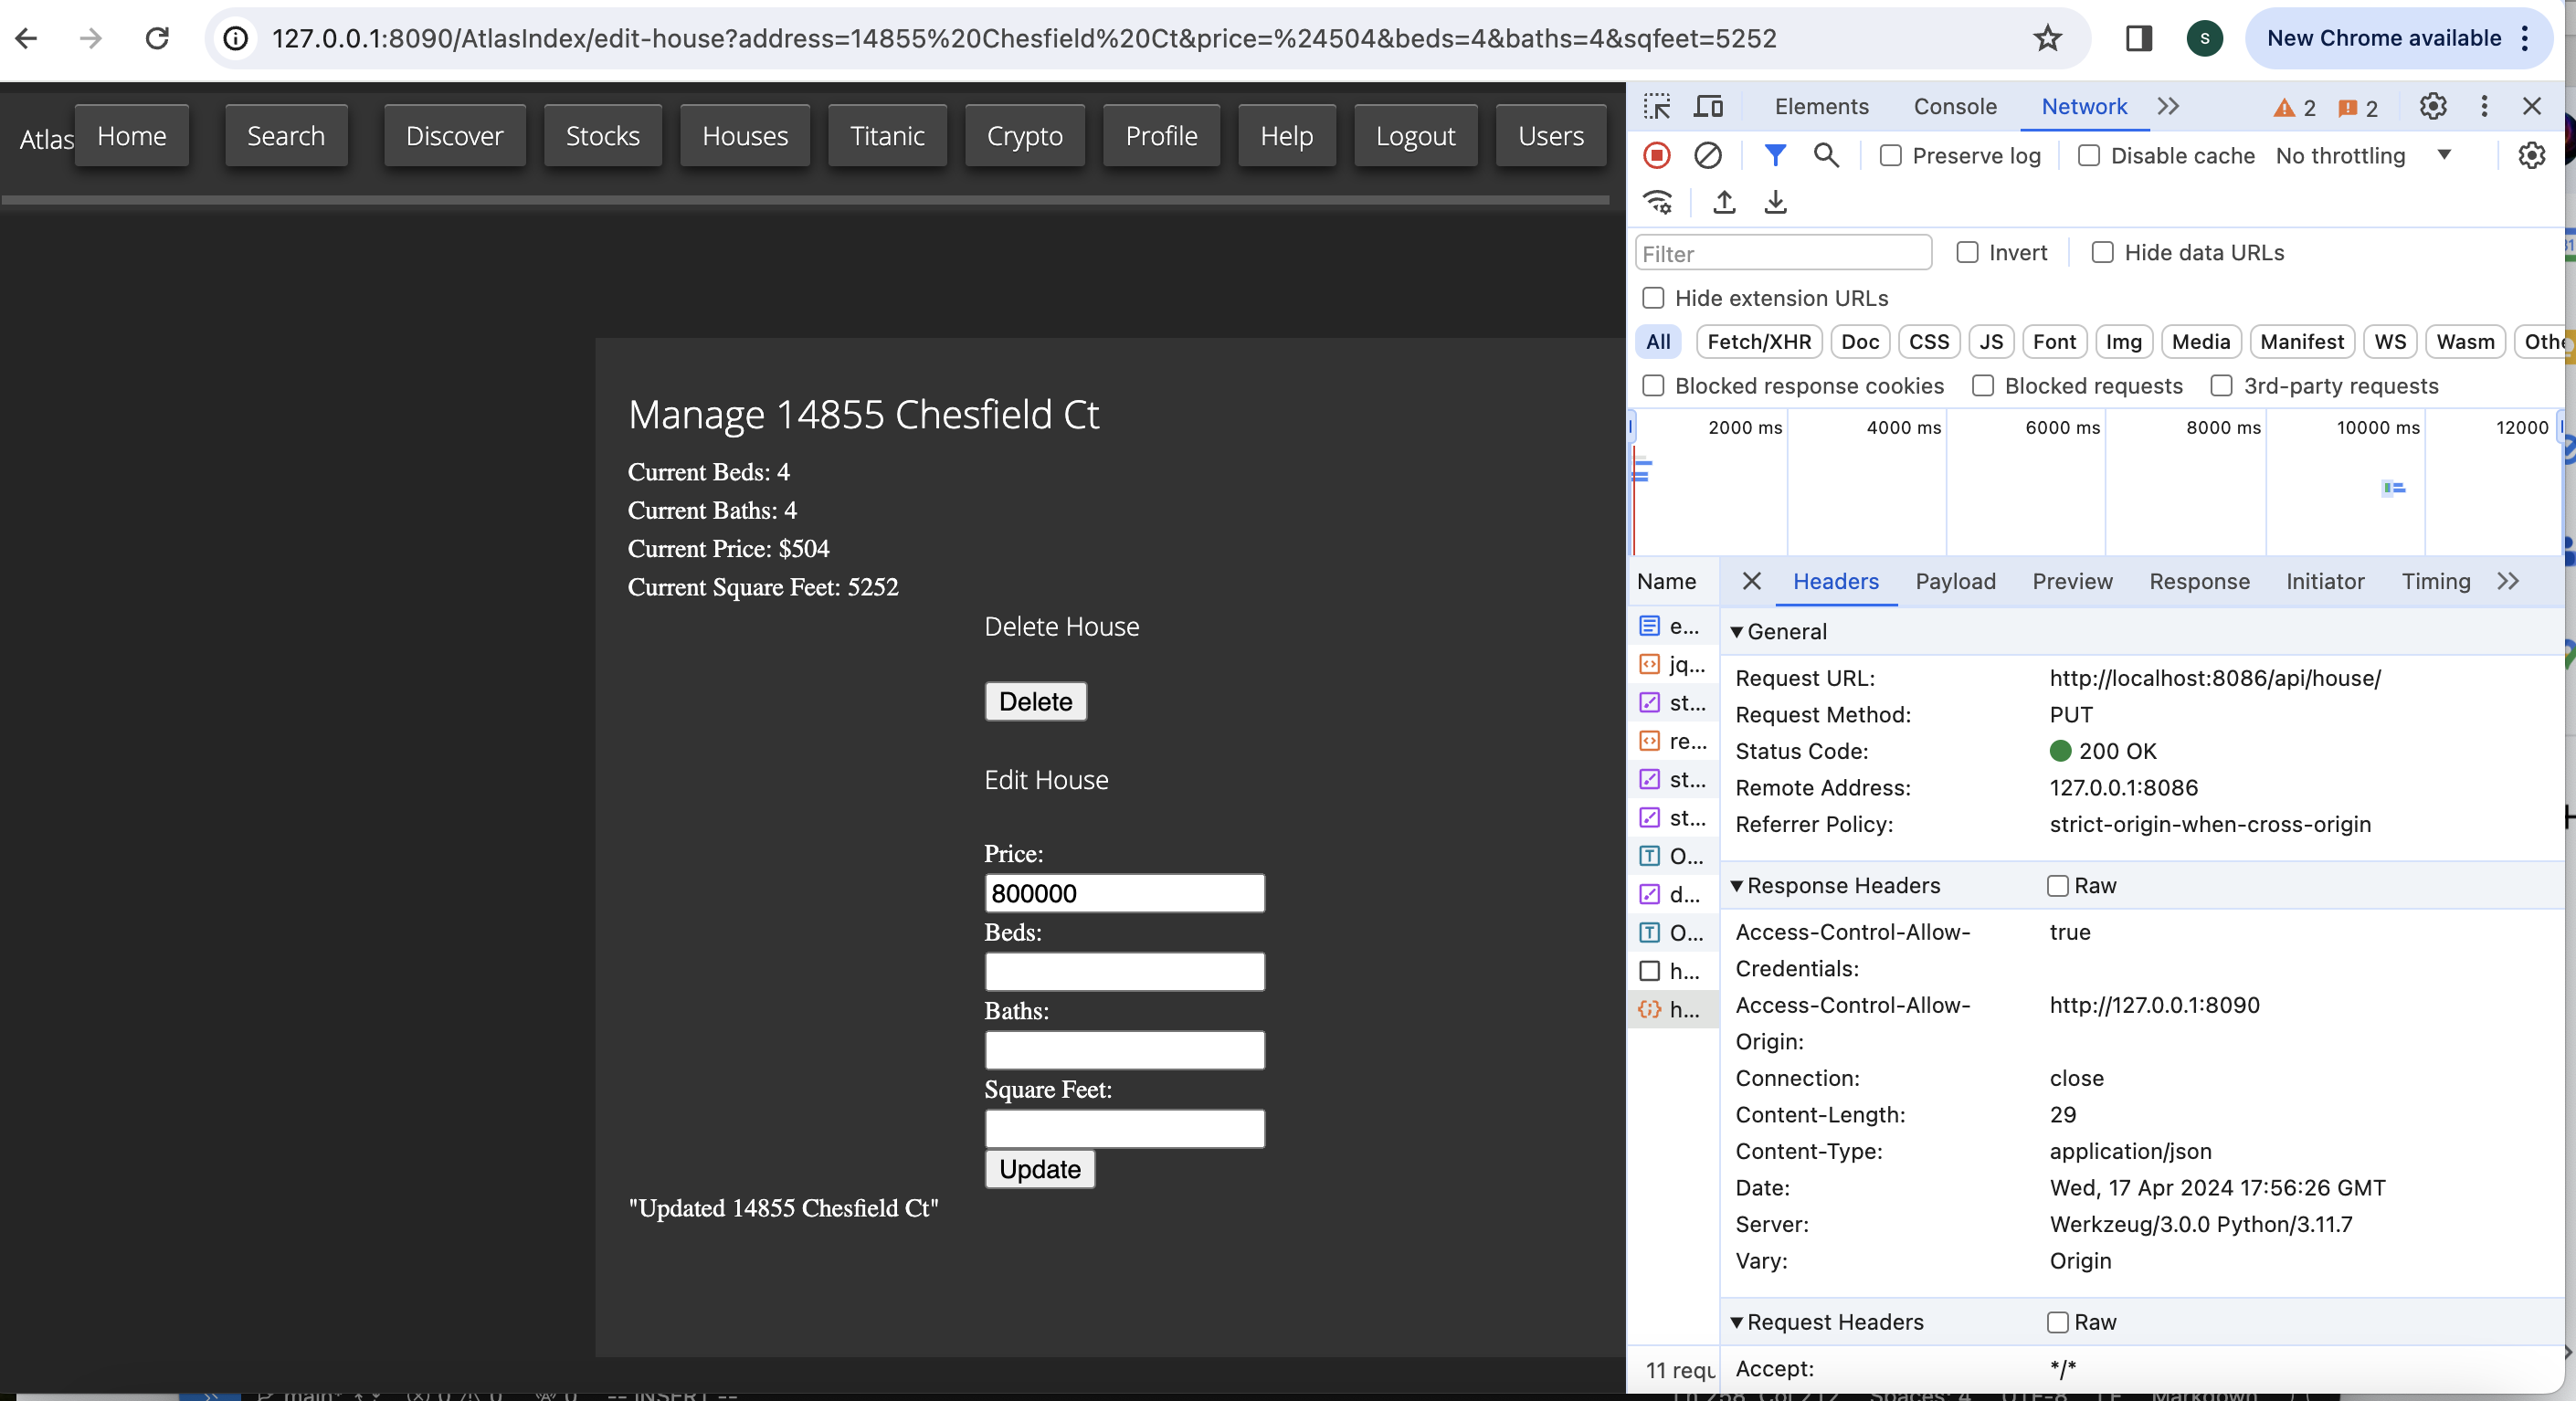 127.0.0.1:8090/AtlasIndex/edit-house?address=14855%20Chesfield%20Ct&price=%24504&beds=4&baths=4&sqfeet=5252
S
New Chrome available
Atlas
Home
Search
Discover
Stocks
Houses
Titanic
Crypto
Profile
Help
Logout
Users
Manage 14855 Chesfield Ct
Current Beds: 4
Current Baths: 4
Current Price: $504
Current Square Feet: 5252
Delete House
Delete
Edit House
Price:
800000
Beds:
Baths:
Square Feet:
Update
"Updated 14855 Chesfield Ct"
Elements
Console
Network
2
2
Preserve log
Disable cache
No throttling
Filter
Invert
Hide data URLs
Hide extension URLs
All
Fetch/XHR
Doc
CSS
JS
Font
Img
Media
Manifest
WS
Wasm
Othe
Blocked response cookies
Blocked requests
3rd-party requests
2000 ms
4000 ms
6000 ms
8000 ms
10000 ms
12000
Name
Headers
Payload
Preview
Response
Initiator
Timing
e...
jq...
st...
re...
st...
st...
O...
d...
O...
h...
h...
11 requ
General
Request URL: http://localhost:8086/api/house/
Request Method: PUT
Status Code: 200 OK
Remote Address: 127.0.0.1:8086
Referrer Policy: strict-origin-when-cross-origin
Response Headers
Raw
Access-Control-Allow- true
Credentials:
Access-Control-Allow- http://127.0.0.1:8090
Origin:
Connection: close
Content-Length: 29
Content-Type: application/json
Date: Wed, 17 Apr 2024 17:56:26 GMT
Server: Werkzeug/3.0.0 Python/3.11.7
Vary: Origin
Request Headers
Raw
Accept: */*